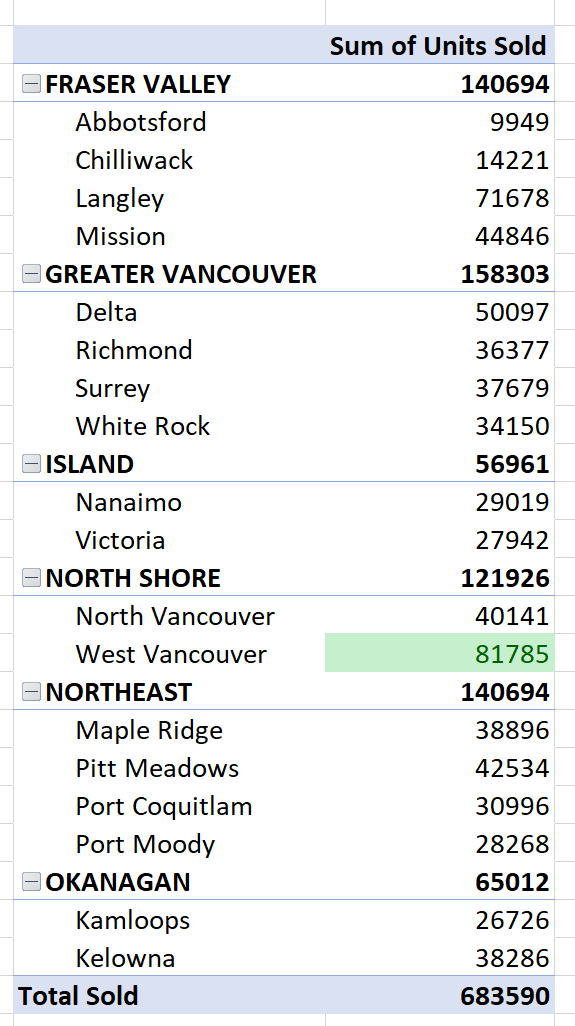 Sum of Units Sold
FRASER VALLEY 140694
Abbotsford 9949
Chilliwack 14221
Langley 71678
Mission 44846
GREATER VANCOUVER 158303
Delta 50097
Richmond 36377
Surrey 37679
White Rock 34150
ISLAND 56961
Nanaimo 29019
Victoria 27942
NORTH SHORE 121926
North Vancouver 40141
West Vancouver 81785
NORTHEAST 140694
Maple Ridge 38896
Pitt Meadows 42534
Port Coquitlam 30996
Port Moody 28268
OKANAGAN 65012
Kamloops 26726
Kelowna 38286
Total Sold 683590